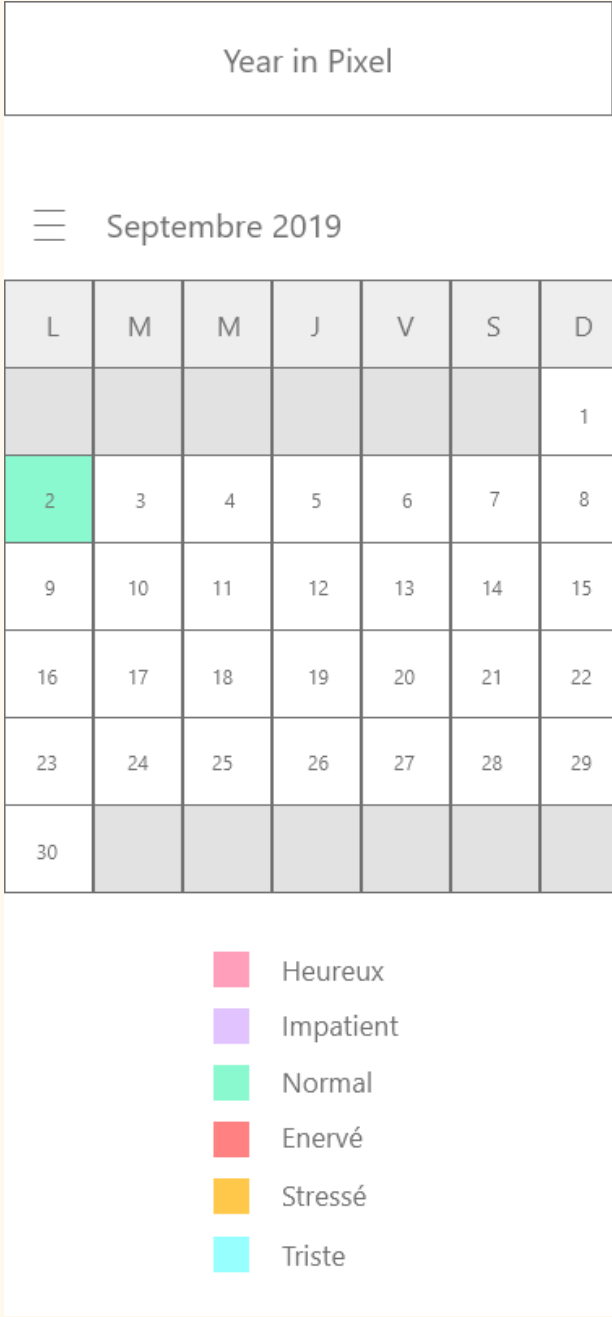 Year in Pixel
Septembre 2019
L M M J V S D
1
2 3 4 5 6 7 8
9 10 11 12 13 14 15
16 17 18 19 20 21 22
23 24 25 26 27 28 29
30
Heureux
Impatient
Normal
Enervé
Stressé
Triste